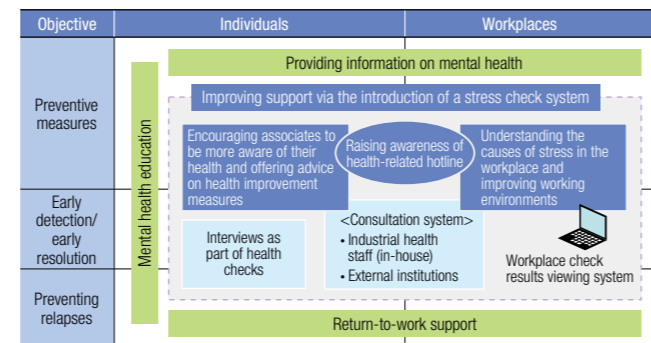 Objective
Individuals
Workplaces
Providing information on mental health
Improving support via the introduction of a stress check system
Preventive
measures
Mental health education
Encouraging associates to
be more aware of their
health and offering advice
on health improvement
measures
Raising awareness of
health-related hotline
Understanding the
causes of stress in the
workplace and
improving working
environments
Early
detection/
early
resolution
Interviews as
part of health
checks
<Consultation system>
• Industrial health
staff (in-house)
• External institutions
Workplace check
results viewing system
Preventing
relapses
Return-to-work support